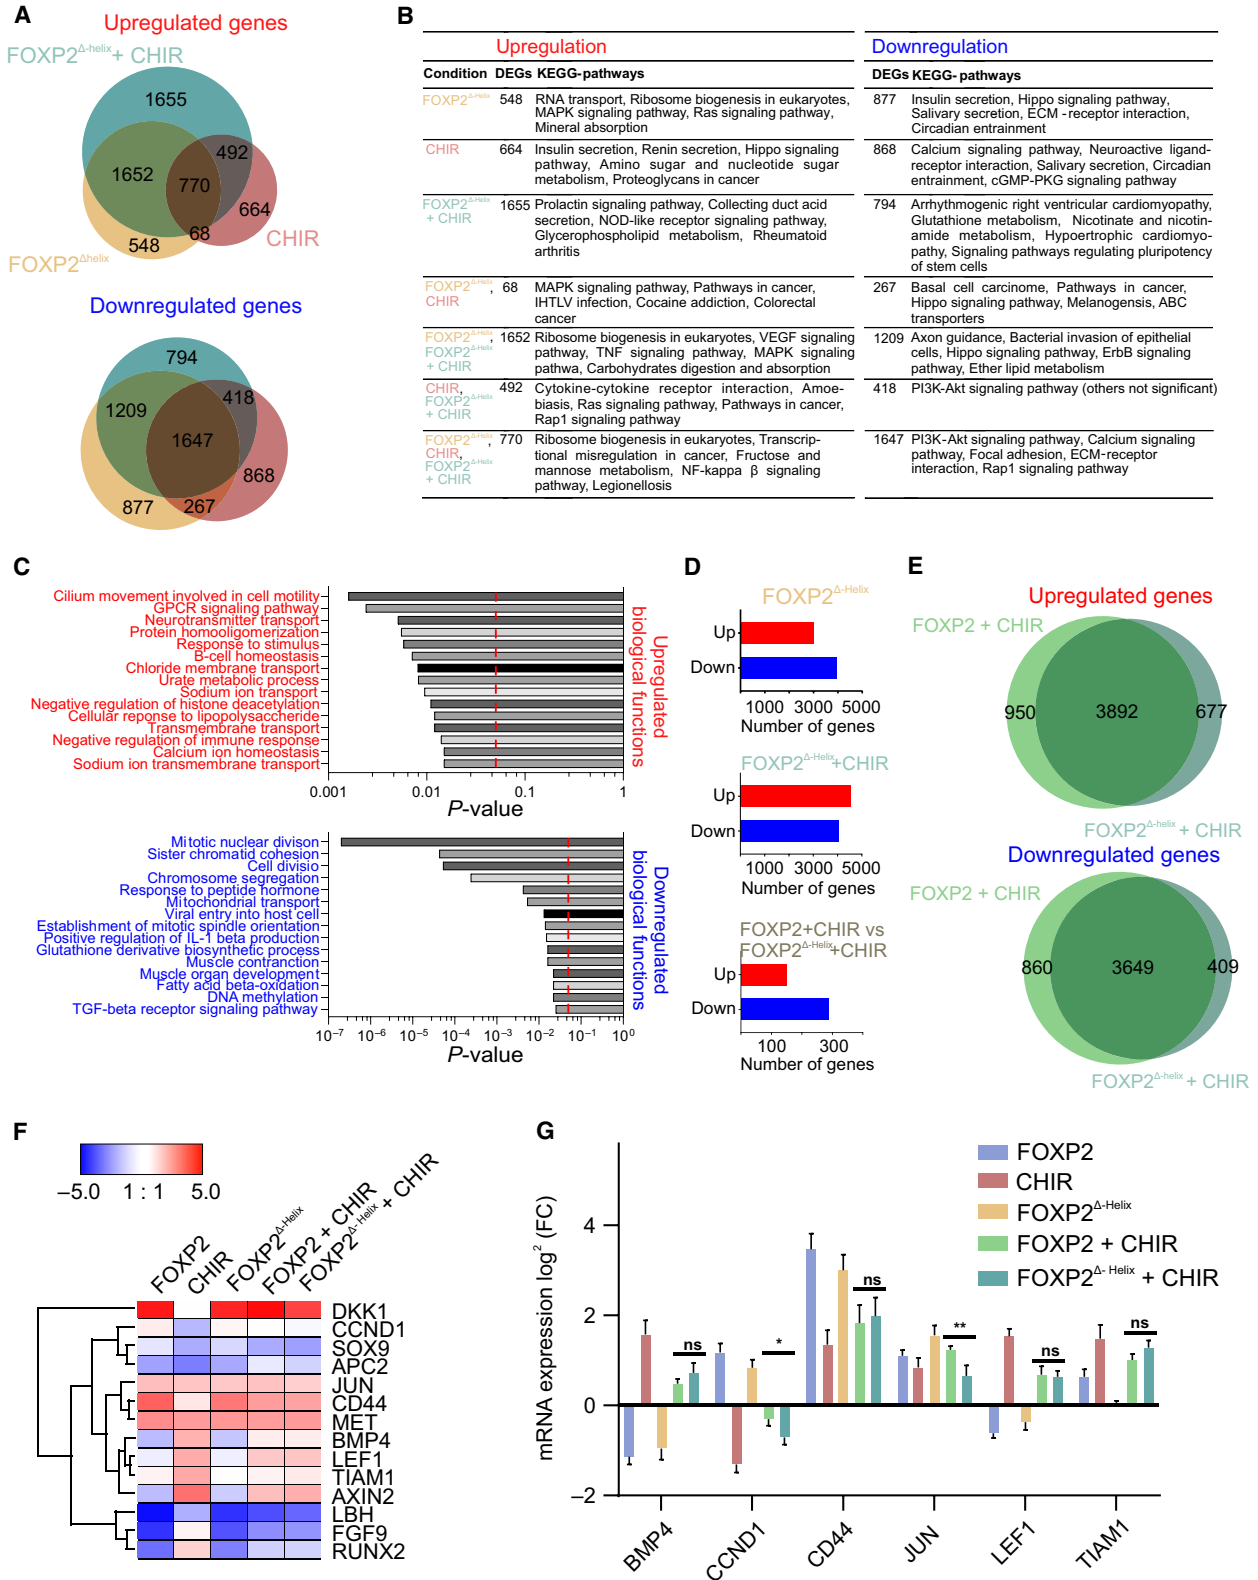 A
Upregulated genes
FOXP2Δ-helix + CHIR
1655
492
1652
770
664
68
548
CHIR
FOXP2Δhelix
Downregulated genes
794
418
1209
1647
868
877
267
B
Upregulation
Downregulation
Condition DEGs KEGG-pathways
DEGs KEGG-pathways
FOXP2Δ-Helix 548 RNA transport, Ribosome biogenesis in eukaryotes,
MAPK signaling pathway, Ras signaling pathway,
Mineral absorption
877 Insulin secretion, Hippo signaling pathway,
Salivary secretion, ECM -receptor interaction,
Circadian entrainment
CHIR 664 Insulin secretion, Renin secretion, Hippo signaling
pathway, Amino sugar and nucleotide sugar
metabolism, Proteoglycans in cancer
868 Calcium signaling pathway, Neuroactive ligand-
receptor interaction, Salivary secretion, Circadian
entrainment, cGMP-PKG signaling pathway
FOXP2Δ-Helix
+ CHIR
1655 Prolactin signaling pathway, Collecting duct acid
secretion, NOD-like receptor signaling pathway,
Glycerophospholipid metabolism, Rheumatoid
arthritis
794 Arrhythmogenic right ventricular cardiomyopathy,
Glutathione metabolism, Nicotinate and nicotin-
amide metabolism, Hypoertrophic cardiomyo-
pathy, Signaling pathways regulating pluripotency
of stem cells
FOXP2Δ-Helix,
CHIR
68 MAPK signaling pathway, Pathways in cancer,
IHTLV infection, Cocaine addiction, Colorectal
cancer
267 Basal cell carcinome, Pathways in cancer,
Hippo signaling pathway, Melanogensis, ABC
transporters
FOXP2Δ-Helix,
FOXP2Δ-Helix
+ CHIR
1652 Ribosome biogenesis in eukaryotes, VEGF signaling
pathway, TNF signaling pathway, MAPK signaling
pathwa, Carbohydrates digestion and absorption
1209 Axon guidance, Bacterial invasion of epithelial
cells, Hippo signaling pathway, ErbB signaling
pathway, Ether lipid metabolism
CHIR,
FOXP2Δ-Helix
+ CHIR
492 Cytokine-cytokine receptor interaction, Amoe-
biasis, Ras signaling pathway, Pathways in cancer,
Rap1 signaling pathway
418 PI3K-Akt signaling pathway (others not significant)
FOXP2Δ-Helix,
CHIR,
FOXP2Δ-Helix
+ CHIR
770 Ribosome biogenesis in eukaryotes, Transcrip-
tional misregulation in cancer, Fructose and
mannose metabolism, NF-kappa β signaling
pathway, Legionellosis
1647 PI3K-Akt signaling pathway, Calcium signaling
pathway, Focal adhesion, ECM-receptor
interaction, Rap1 signaling pathway
C
Cilium movement involved in cell motility
GPCR signaling pathway
Neurotransmitter transport
Protein homooligomerization
Response to stimulus
B-cell homeostasis
Chloride membrane transport
Urate metabolic process
Sodium ion transport
Negative regulation of histone deacetylation
Cellular reponse to lipopolysaccheride
Transmembrane transport
Negative regulation of immune response
Calcium ion homeostasis
Sodium ion transmembrane transport
0.001 0.01 0.1 1
P-value
Upregulated
biological functions
Mitotic nuclear divison
Sister chromatid cohesion
Cell divisio
Chromosome segregation
Response to peptide hormone
Mitochondrial transport
Viral entry into host cell
Establishment of mitotic spindle orientation
Positive regulation of IL-1 beta production
Glutathione derivative biosynthetic process
Muscle contranction
Muscle organ development
Fatty acid beta-oxidation
DNA methylation
TGF-beta receptor signaling pathway
10−7 10−6 10−5 10−4 10−3 10−2 10−1 100
P-value
Downregulated
biological functions
D
FOXP2Δ-Helix
Up
Down
1000 3000 5000
Number of genes
FOXP2Δ-Helix+CHIR
Up
Down
1000 3000 5000
Number of genes
FOXP2+CHIR vs
FOXP2Δ-Helix+CHIR
Up
Down
100 300
Number of genes
E
Upregulated genes
FOXP2 + CHIR
950
3892
677
FOXP2Δ-helix + CHIR
Downregulated genes
FOXP2 + CHIR
860
3649
409
FOXP2Δ-helix + CHIR
F
−5.0 1 : 1 5.0
FOXP2
CHIR
FOXP2Δ-Helix
FOXP2 + CHIR
FOXP2Δ-Helix + CHIR
DKK1
CCND1
SOX9
APC2
JUN
CD44
MET
BMP4
LEF1
TIAM1
AXIN2
LBH
FGF9
RUNX2
G
mRNA expression log2 (FC)
4
2
0
−2
FOXP2
CHIR
FOXP2Δ-Helix
FOXP2 + CHIR
FOXP2Δ- Helix + CHIR
ns
*
ns
**
ns
ns
BMP4
CCND1
CD44
JUN
LEF1
TIAM1